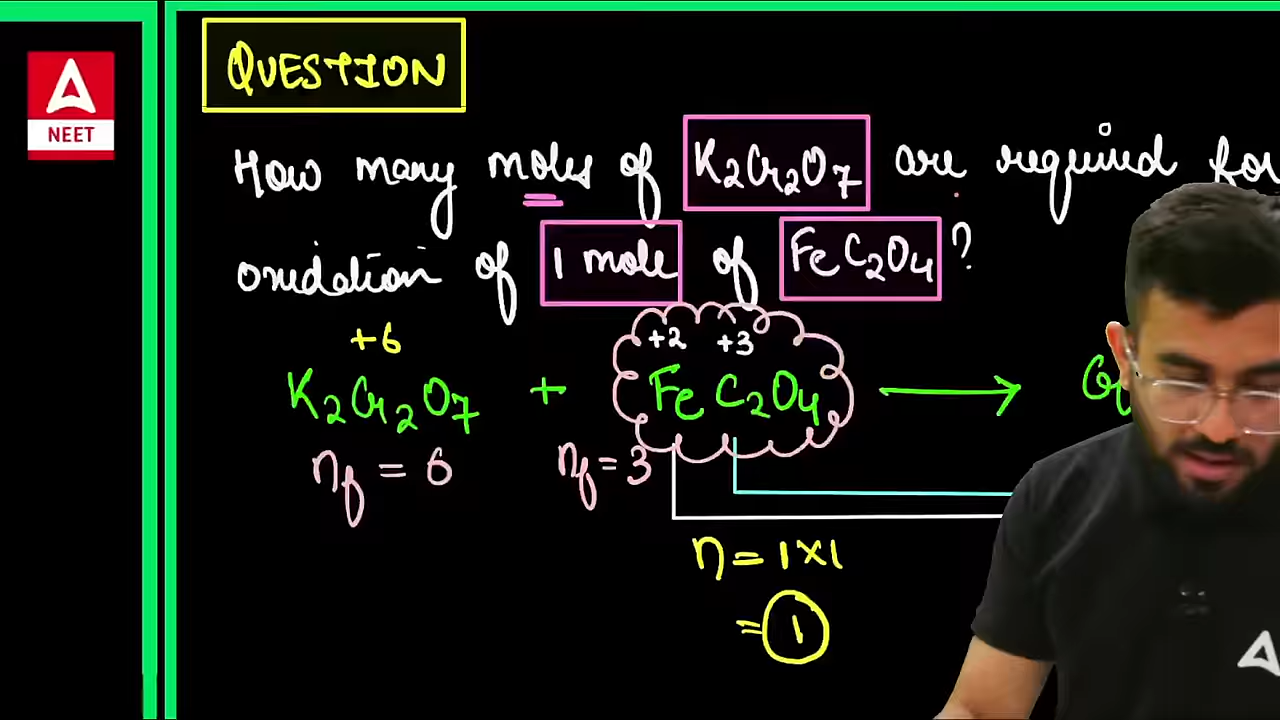 NEET
QUESTION
How many moles of K2Cr2O7 are required for
oxidation of 1 mole of FeC2O4?
+6 +2 +3
K2Cr2O7 + FeC2O4 →
nf = 6 nf = 3
n = 1×1
= 1